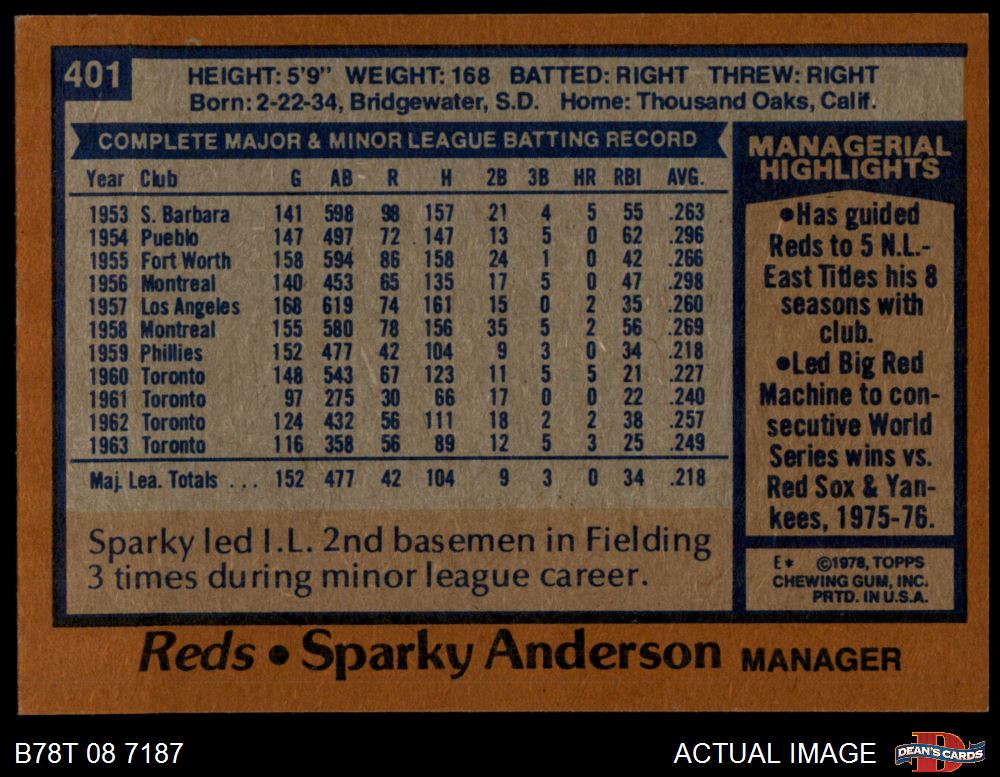 401
HEIGHT: 5'9" WEIGHT: 168 BATTED: RIGHT THREW: RIGHT
Born: 2-22-34, Bridgewater, S.D. Home: Thousand Oaks, Calif.
COMPLETE MAJOR & MINOR LEAGUE BATTING RECORD
Year Club G AB R H 2B 3B HR RBI AVG.
1953 S. Barbara 141 598 98 157 21 4 5 55 .263
1954 Pueblo 147 497 72 147 13 5 0 62 .296
1955 Fort Worth 158 594 86 158 24 1 0 42 .266
1956 Montreal 140 453 65 135 17 5 0 47 .298
1957 Los Angeles 168 619 74 161 15 0 2 35 .260
1958 Montreal 155 580 78 156 35 5 2 56 .269
1959 Phillies 152 477 42 104 9 3 0 34 .218
1960 Toronto 148 543 67 123 11 5 5 21 .227
1961 Toronto 97 275 30 66 17 0 0 22 .240
1962 Toronto 124 432 56 111 18 2 2 38 .257
1963 Toronto 116 358 56 89 12 5 3 25 .249
Maj. Lea. Totals ... 152 477 42 104 9 3 0 34 .218
Sparky led I.L. 2nd basemen in Fielding
3 times during minor league career.
MANAGERIAL
HIGHLIGHTS
•Has guided
Reds to 5 N.L.-
East Titles his 8
seasons with
club.
•Led Big Red
Machine to con-
secutive World
Series wins vs.
Red Sox & Yan-
kees, 1975-76.
E* ©1978, TOPPS
CHEWING GUM, INC.
PRTD. IN U.S.A.
Reds • Sparky Anderson MANAGER
B78T 08 7187
ACTUAL IMAGE
D
DEAN'S CARDS